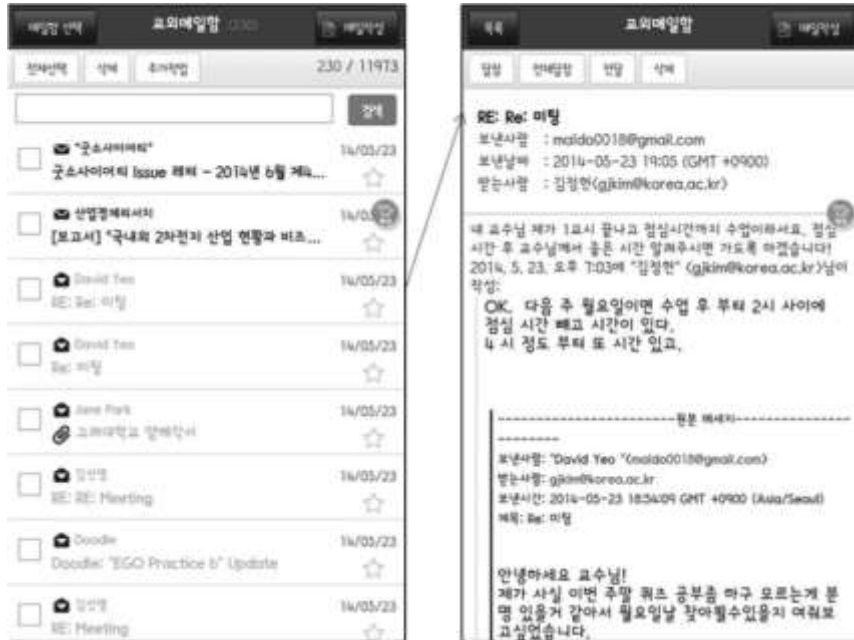 메일함 선택
교외메일함 (230)
메일작성
전체선택 삭제 추가작업
230 / 11973
검색
"굿소사이어티"
14/05/23
굿소사이어티 Issue 레터 - 2014년 6월 제4...
산업경제리서치
[보고서] "국내외 2차전지 산업 현황과 비즈...
David Yeo
14/05/23
RE: Re: 미팅
David Yeo
14/05/23
Re: 미팅
Jane Park
14/05/23
고려대학교 양해각서
14/05/23
RE: RE: Meeting
Doodle
14/05/23
Doodle: "EGO Practice 6" Update
14/05/23
RE: Meeting
목록
교외메일함
메일작성
답장 전체답장 전달 삭제
RE: Re: 미팅
보낸사람 : maldo0018@gmail.com
보낸날짜 : 2014-05-23 19:05 (GMT +0900)
받는사람 : 김정현(gjkim@korea.ac.kr)
네 교수님 제가 1교시 끝나고 점심시간까지 수업이라서요, 점심
시간 후 교수님께서 좋은 시간 알려주시면 가도록 하겠습니다!
2014. 5. 23. 오후 7:03에 "김정현" <gjkim@korea.ac.kr>님이
작성:
OK. 다음 주 월요일이면 수업 후 부터 2시 사이에
점심 시간 빼고 시간이 있다.
4 시 정도 부터 또 시간 있고.
원본 메세지
보낸사람: "David Yeo "<maldo0018@gmail.com>
받는사람: gjkim@korea.ac.kr
보낸시간: 2014-05-23 18:54:09 GMT +0900 (Asia/Seoul)
제목: Re: 미팅
안녕하세요 교수님!
제가 사실 이번 주말 퀴즈 공부좀 하구 모르는게 분
명 있을거 같아서 월요일날 찾아뵐수있을지 여쭤보
고싶었습니다.